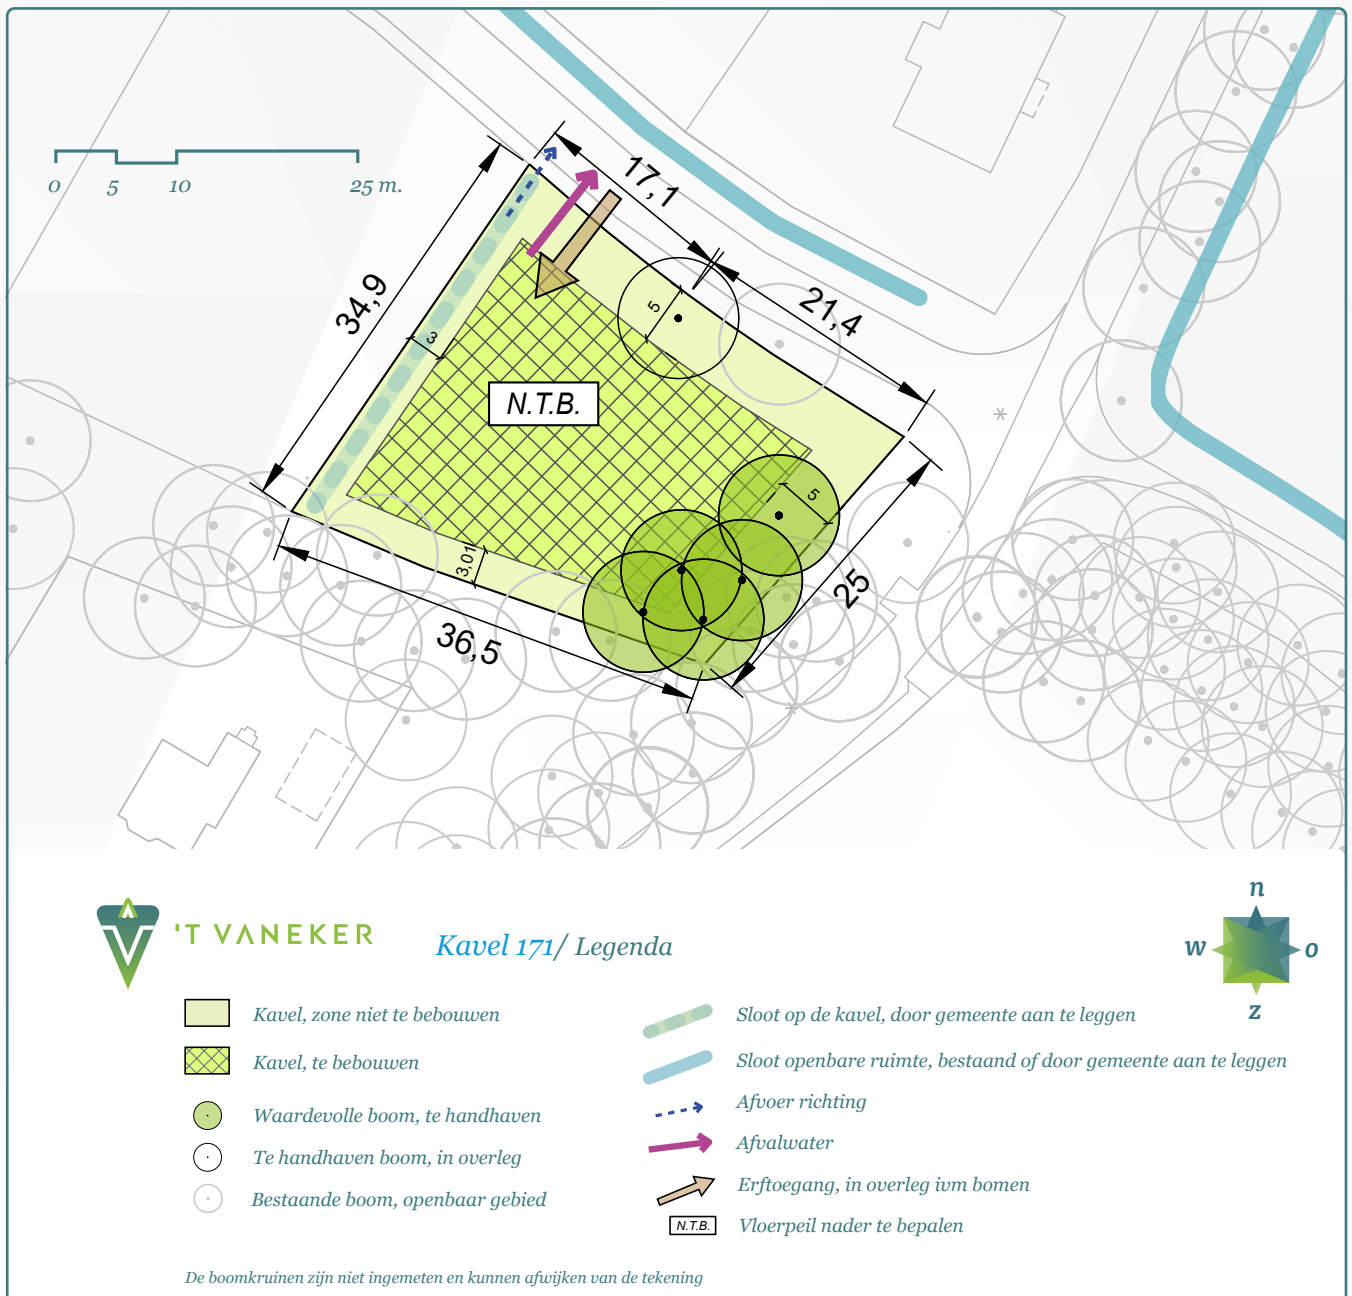 0 5 10 25 m.
17,1
21,4
34,9
3
5
N.T.B.
5
3,01
25
36,5
'T VANEKER
Kavel 171/ Legenda
n
w o
z
Kavel, zone niet te bebouwen
Kavel, te bebouwen
Waardevolle boom, te handhaven
Te handhaven boom, in overleg
Bestaande boom, openbaar gebied
Sloot op de kavel, door gemeente aan te leggen
Sloot openbare ruimte, bestaand of door gemeente aan te leggen
Afvoer richting
Afvalwater
Erftoegang, in overleg ivm bomen
N.T.B. Vloerpeil nader te bepalen
De boomkruinen zijn niet ingemeten en kunnen afwijken van de tekening